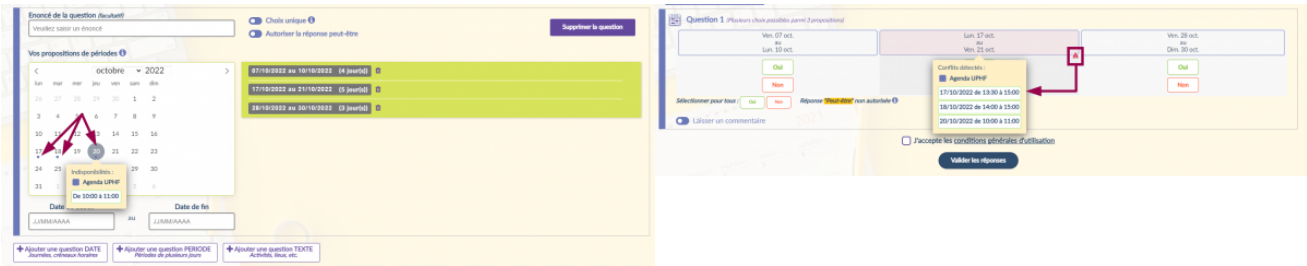 Enoncé de la question (facultatif)
Veuillez saisir un énoncé
Choix unique
Autoriser la réponse peut-être
Supprimer la question
Vos propositions de périodes
octobre 2022
lun mar mer jeu ven sam dim
26 27 28 29 30 1 2
3 4 5 6 7 8 9
10 11 12 13 14 15 16
17 18 19 20 21 22 23
24 25 29 30
31 5 6
Indisponibilités :
Agenda UPHF
De 10:00 à 11:00
07/10/2022 au 10/10/2022 (4 jour(s))
17/10/2022 au 21/10/2022 (5 jour(s))
28/10/2022 au 30/10/2022 (3 jour(s))
Date
au
Date de fin
JJ/MM/AAAA
JJ/MM/AAAA
Ajouter une question DATE
Journées, créneaux horaires
Ajouter une question PERIODE
Périodes de plusieurs jours
Ajouter une question TEXTE
Activités, lieux, etc.
Question 1 (Plusieurs choix possibles parmi 3 propositions)
Ven. 07 oct.
au
Lun. 10 oct.
Lun. 17 oct.
au
Ven. 21 oct.
Ven. 28 oct.
au
Dim. 30 oct.
Oui
Non
Conflits détectés :
Agenda UPHF
17/10/2022 de 13:30 à 15:00
18/10/2022 de 14:00 à 15:00
20/10/2022 de 10:00 à 11:00
Oui
Non
Sélectionner pour tous : Oui Non Réponse "Peut-être" non autorisée
Laisser un commentaire
J'accepte les conditions générales d'utilisation
Valider les réponses